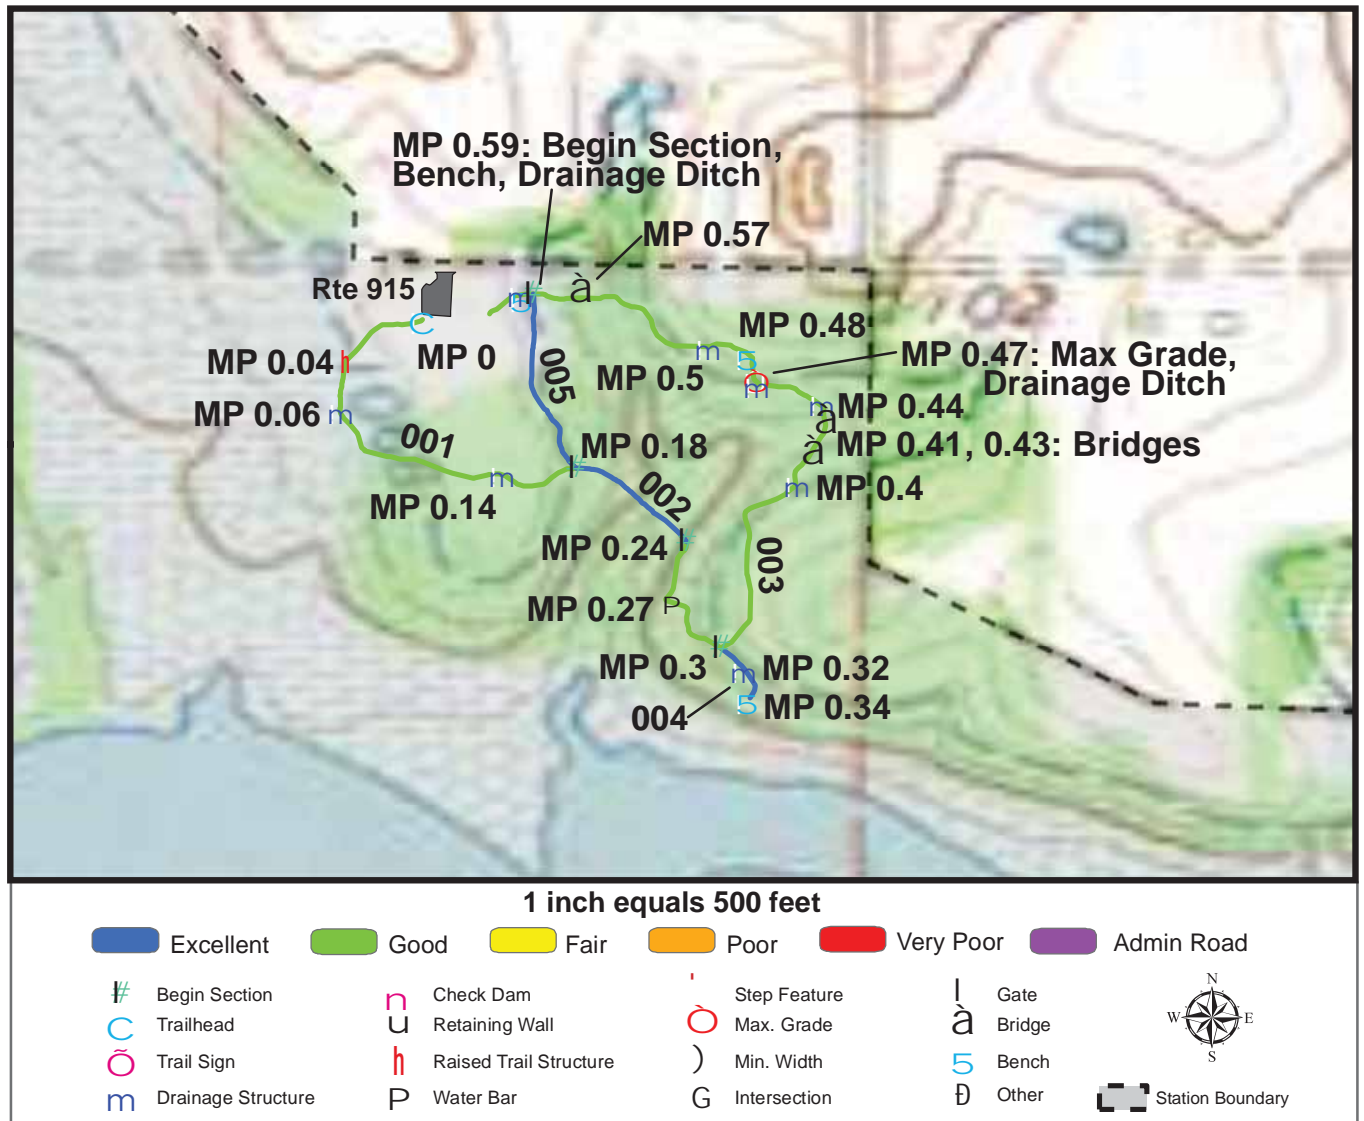 MP 0.59: Begin Section,
Bench, Drainage Ditch
MP 0.57
Rte 915
MP 0.48
MP 0
MP 0.04
MP 0.5
MP 0.47: Max Grade,
Drainage Ditch
005
MP 0.06
MP 0.44
001
MP 0.18
MP 0.41, 0.43: Bridges
MP 0.14
002
MP 0.4
MP 0.24
003
MP 0.27
MP 0.3
MP 0.32
004
MP 0.34
1 inch equals 500 feet
Excellent
Good
Fair
Poor
Very Poor
Admin Road
Begin Section
n Check Dam
' Step Feature
l Gate
C Trailhead
u Retaining Wall
Ò Max. Grade
à Bridge
Õ Trail Sign
h Raised Trail Structure
) Min. Width
5 Bench
m Drainage Structure
P Water Bar
G Intersection
Ð Other
Station Boundary
N
W E
S